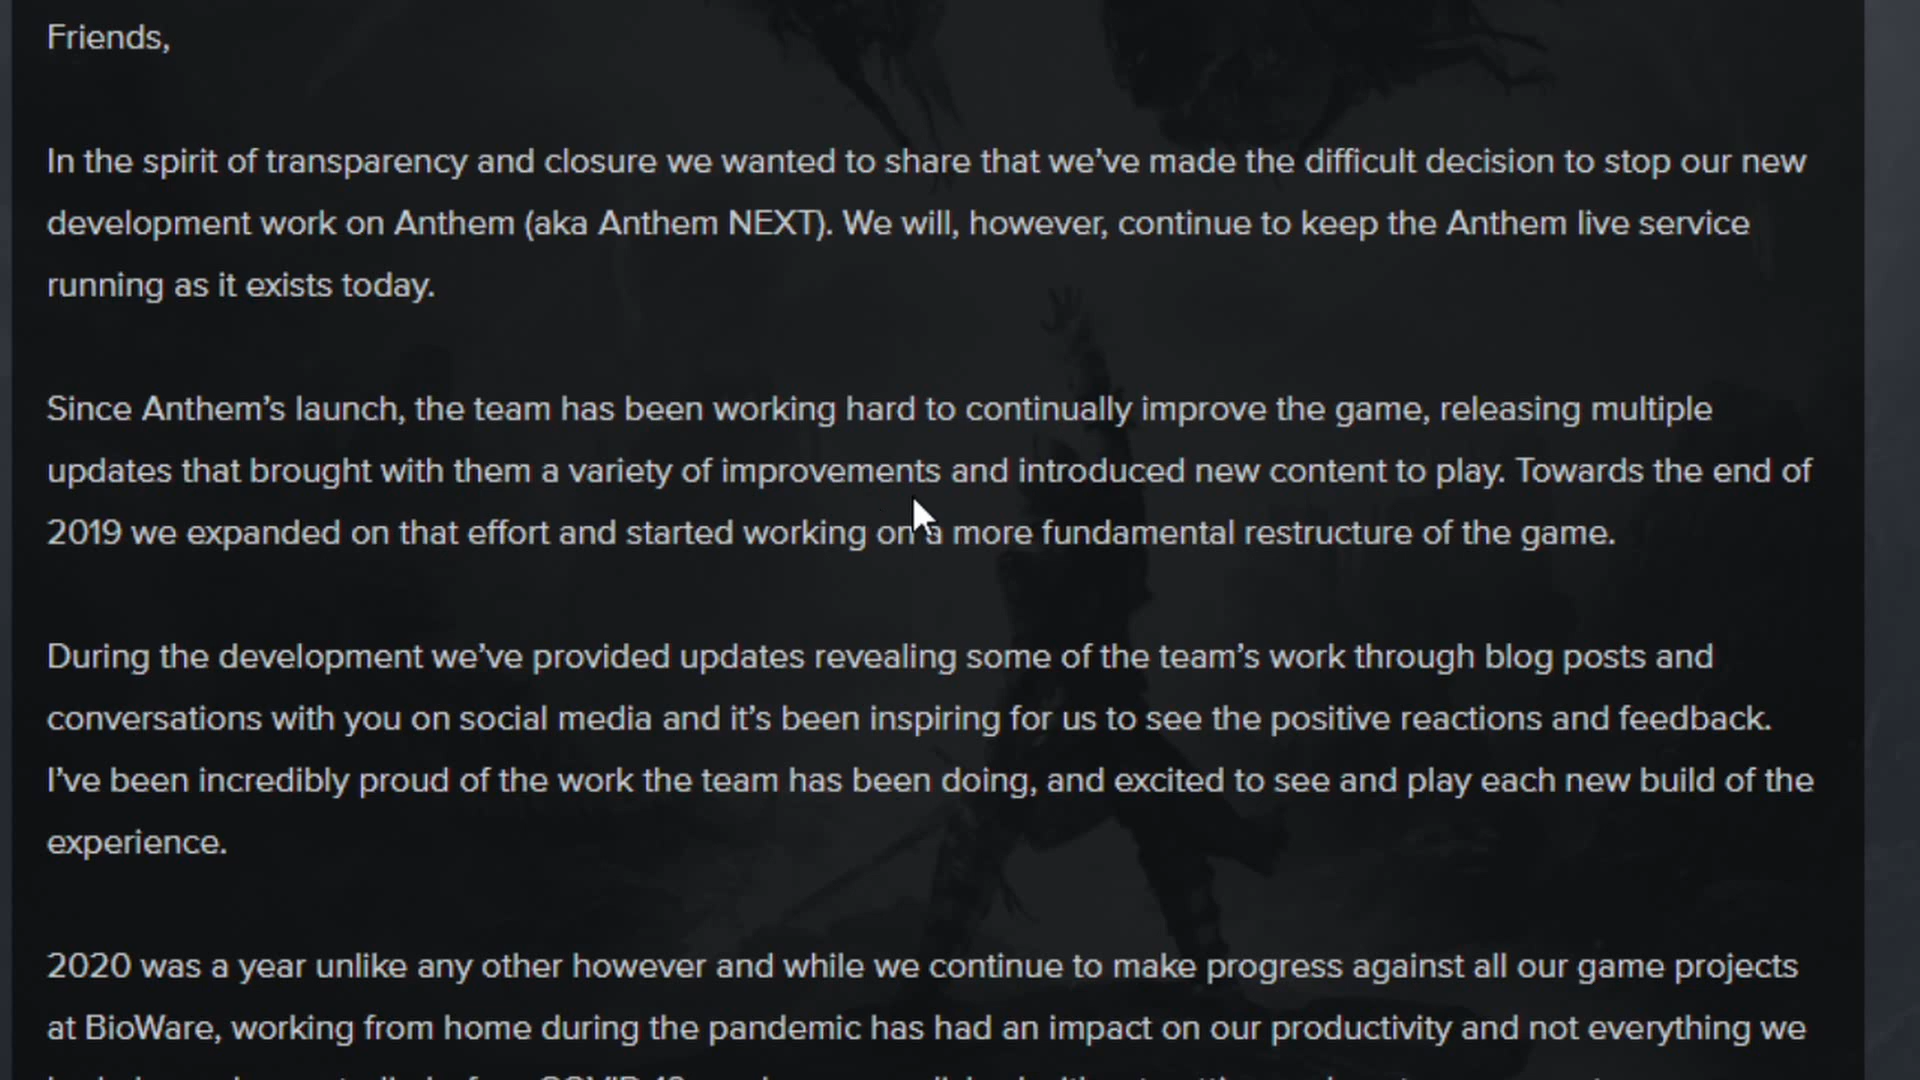 Friends,
In the spirit of transparency and closure we wanted to share that we’ve made the difficult decision to stop our new
development work on Anthem (aka Anthem NEXT). We will, however, continue to keep the Anthem live service
running as it exists today.
Since Anthem’s launch, the team has been working hard to continually improve the game, releasing multiple
updates that brought with them a variety of improvements and introduced new content to play. Towards the end of
2019 we expanded on that effort and started working on a more fundamental restructure of the game.
During the development we’ve provided updates revealing some of the team’s work through blog posts and
conversations with you on social media and it’s been inspiring for us to see the positive reactions and feedback.
I’ve been incredibly proud of the work the team has been doing, and excited to see and play each new build of the
experience.
2020 was a year unlike any other however and while we continue to make progress against all our game projects
at BioWare, working from home during the pandemic has had an impact on our productivity and not everything we